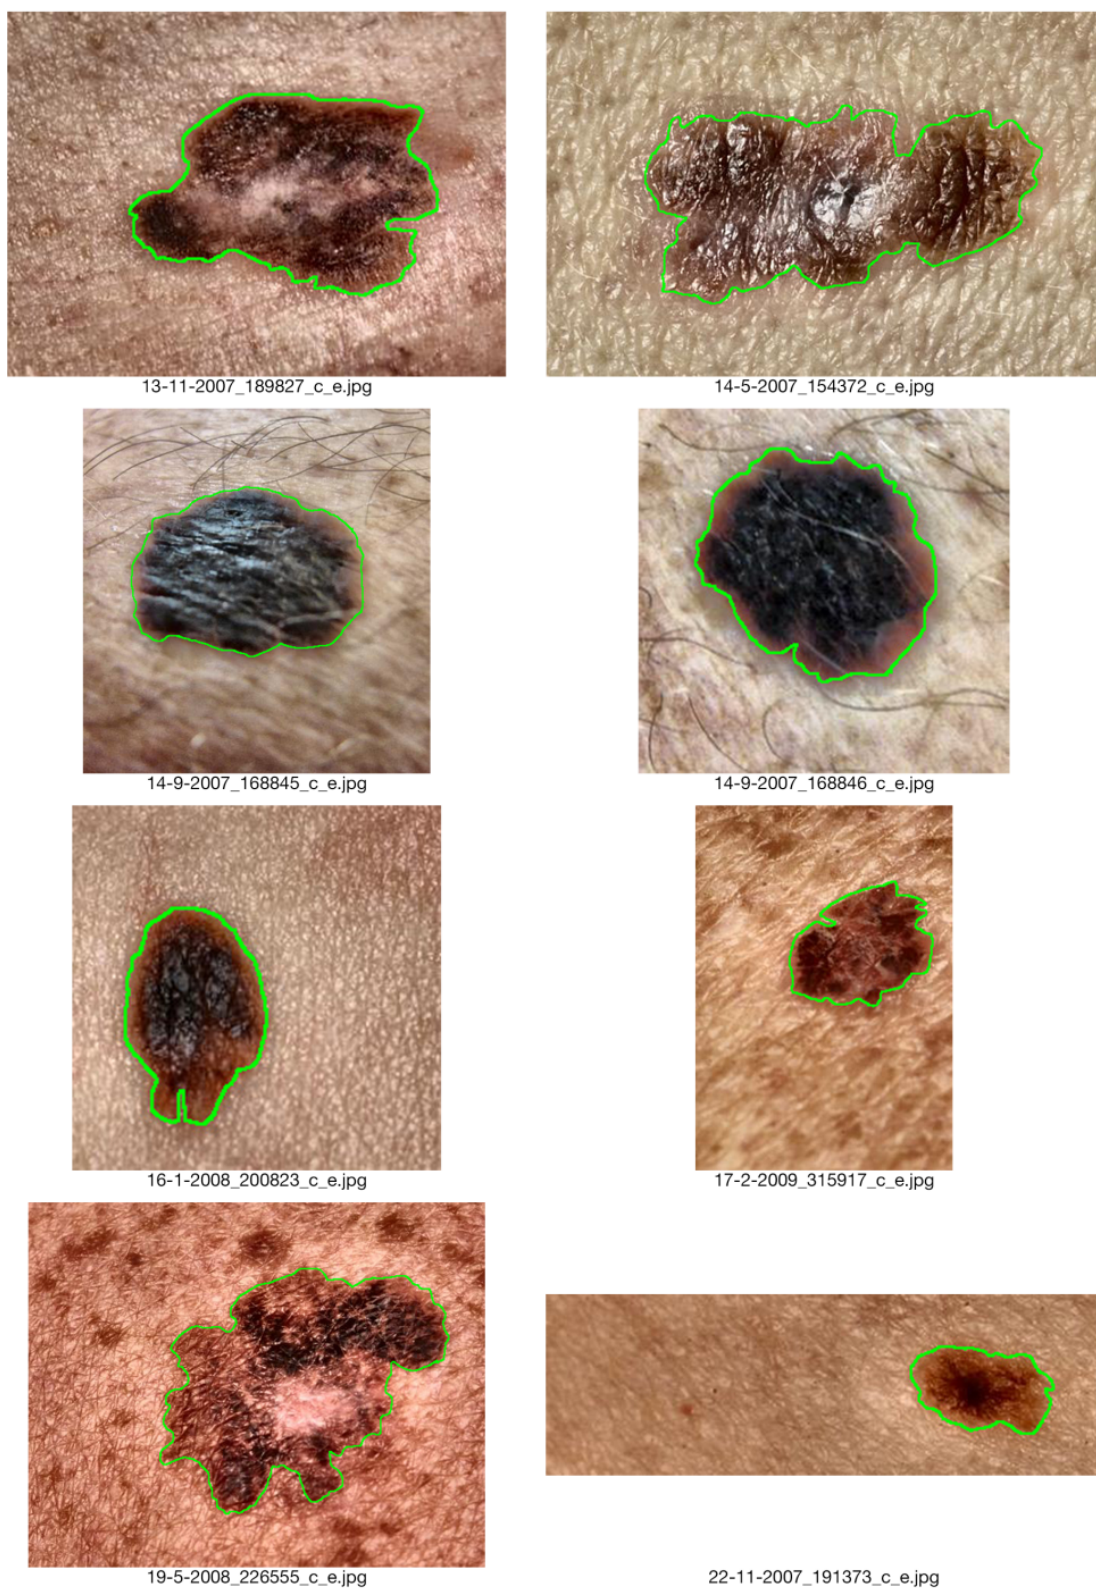 13-11-2007_189827_c_e.jpg
14-5-2007_154372_c_e.jpg
14-9-2007_168845_c_e.jpg
14-9-2007_168846_c_e.jpg
16-1-2008_200823_c_e.jpg
17-2-2009_315917_c_e.jpg
19-5-2008_226555_c_e.jpg
22-11-2007_191373_c_e.jpg